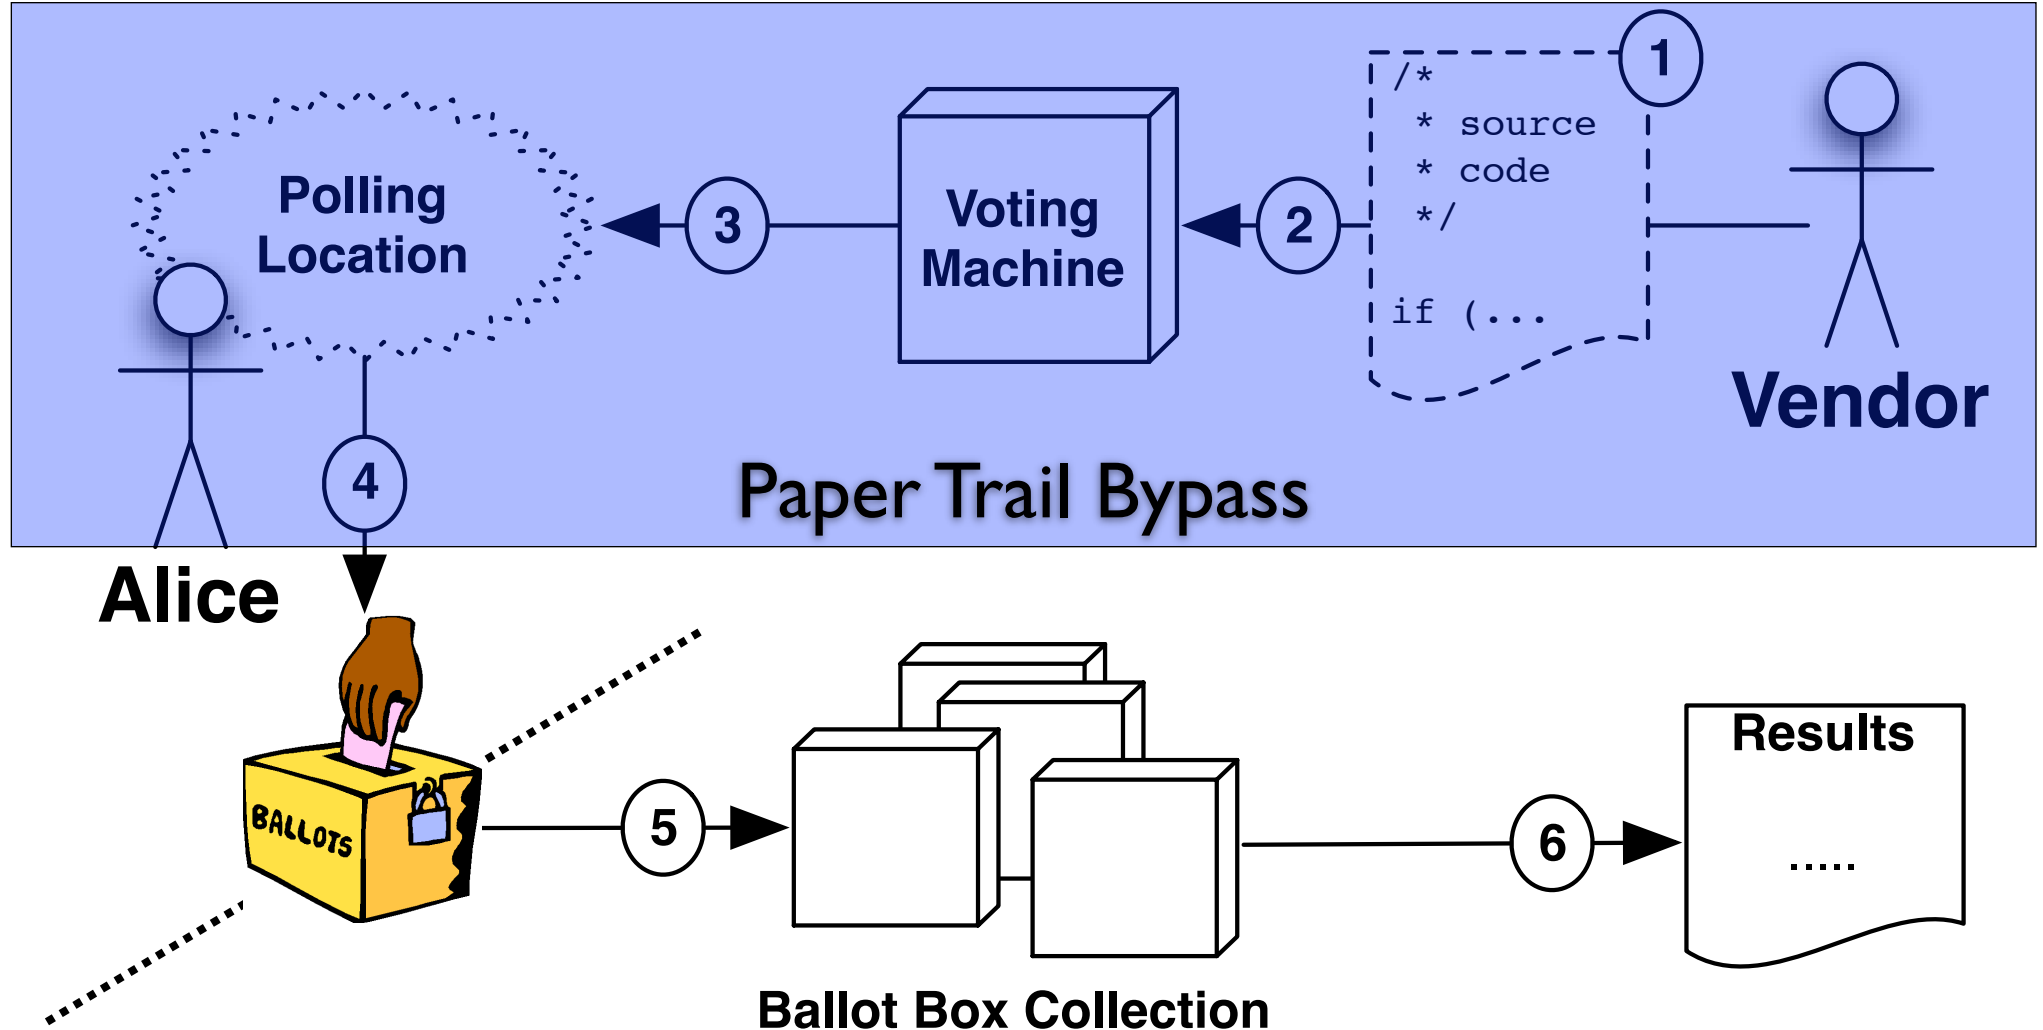 1
/*
* source
* code
*/
if (...
Polling
Location
3
Voting
Machine
2
Vendor
4
Paper Trail Bypass
Alice
BALLOTS
5
6
Results
.....
Ballot Box Collection